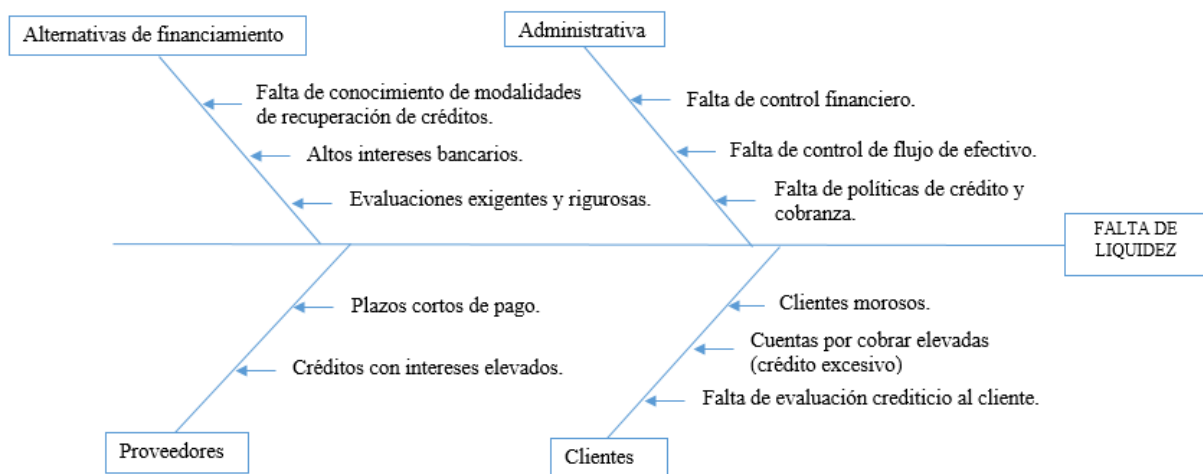 Alternativas de financiamiento
Administrativa
Falta de conocimiento de modalidades
de recuperación de créditos.
Altos intereses bancarios.
Evaluaciones exigentes y rigurosas.
Falta de control financiero.
Falta de control de flujo de efectivo.
Falta de políticas de crédito y
cobranza.
FALTA DE
LIQUIDEZ
Plazos cortos de pago.
Créditos con intereses elevados.
Clientes morosos.
Cuentas por cobrar elevadas
(crédito excesivo)
Falta de evaluación crediticio al cliente.
Proveedores
Clientes